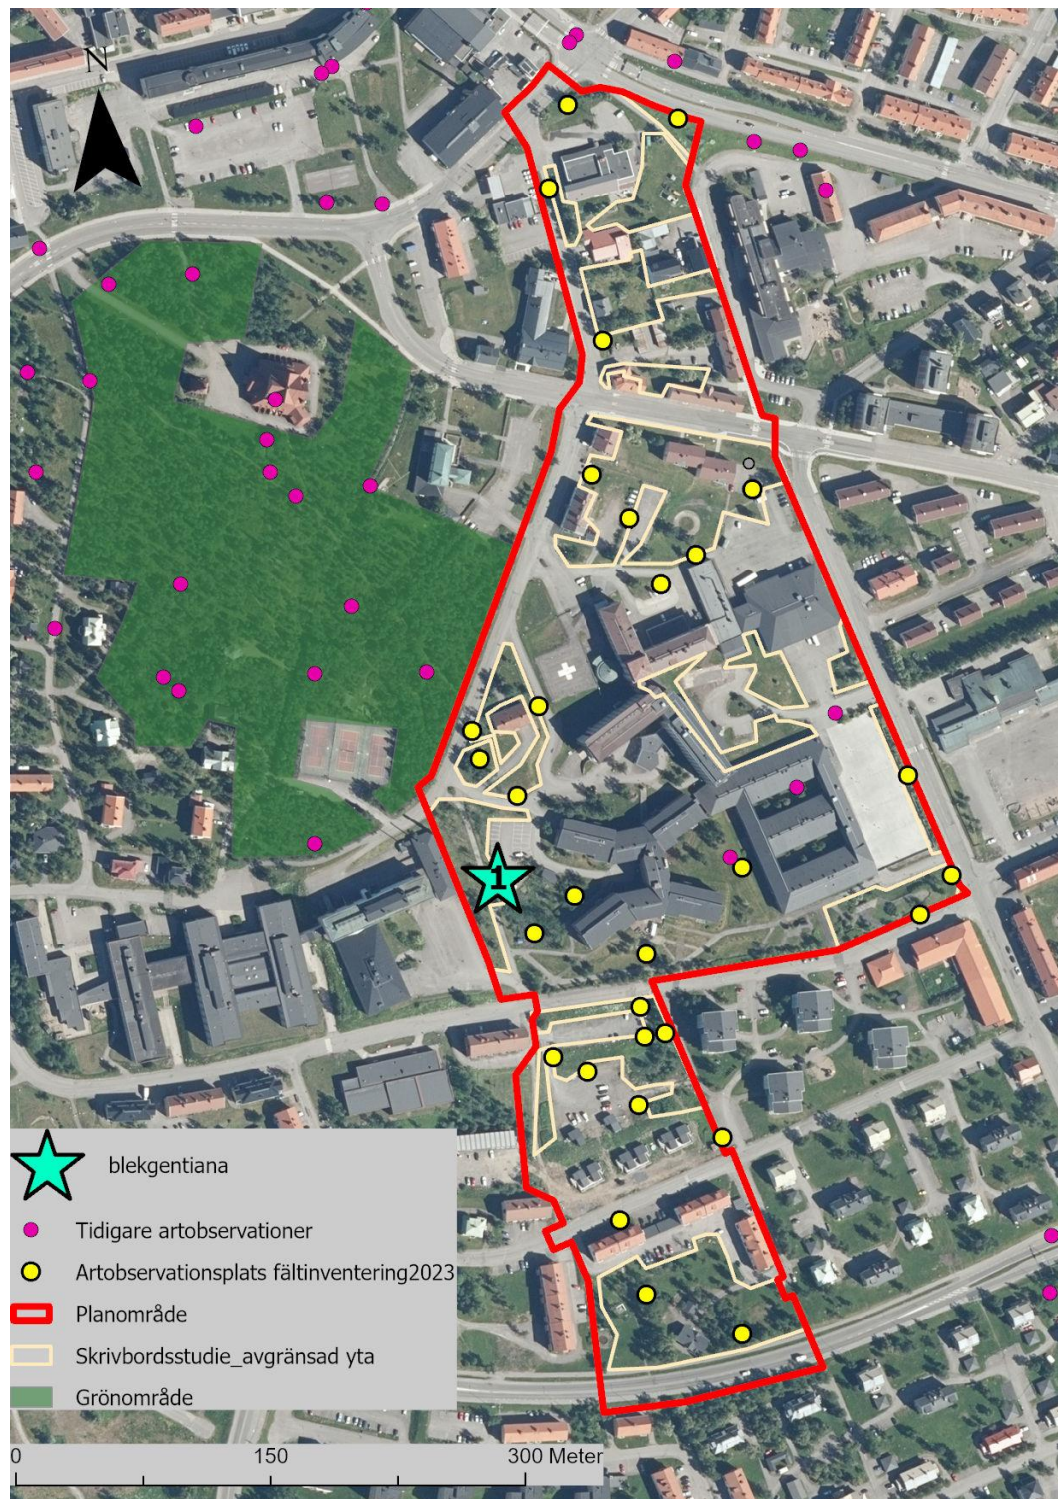 N
1
blekgentiana
Tidigare artobservationer
Artobservationsplats fältinventering2023
Planområde
Skrivbordsstudie_avgränsad yta
Grönområde
0 150 300 Meter